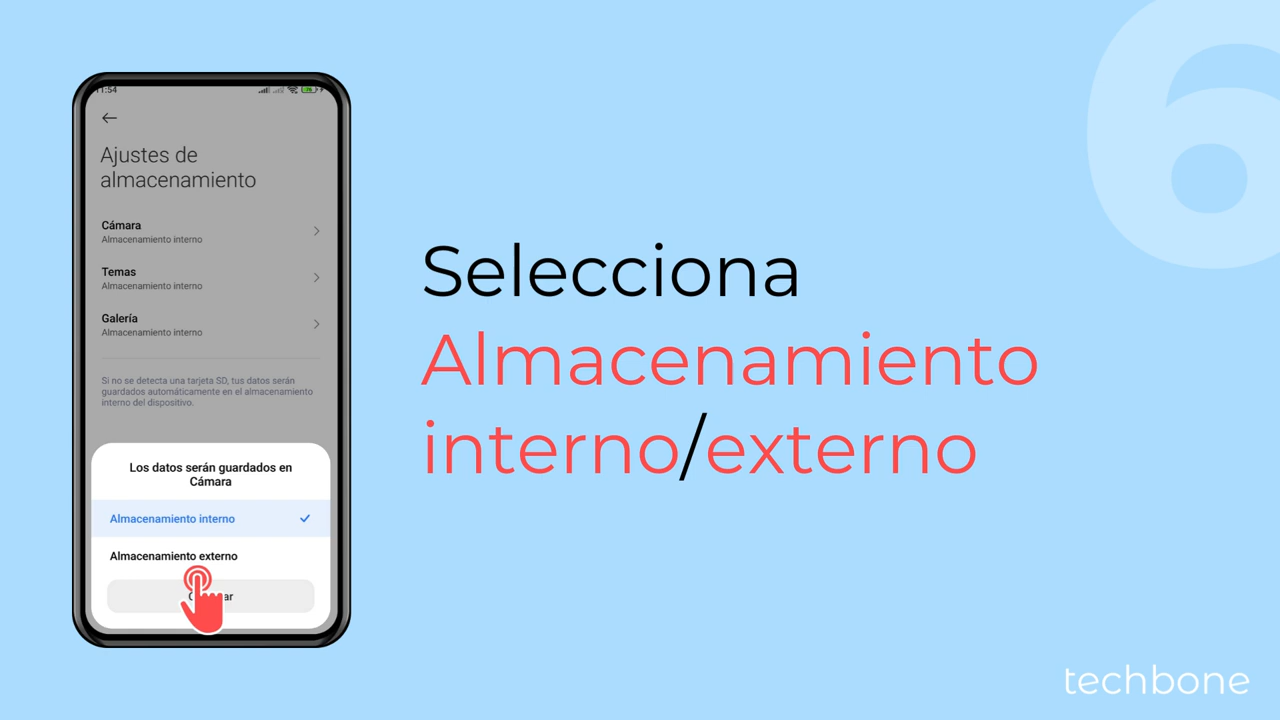 6
11:54
Ajustes de
almacenamiento
Cámara
Almacenamiento interno
Temas
Almacenamiento interno
Galería
Almacenamiento interno
Si no se detecta una tarjeta SD, tus datos serán
guardados automáticamente en el almacenamiento
interno del dispositivo.
Los datos serán guardados en
Cámara
Almacenamiento interno
Almacenamiento externo
Selecciona
Almacenamiento
interno/externo
techbone